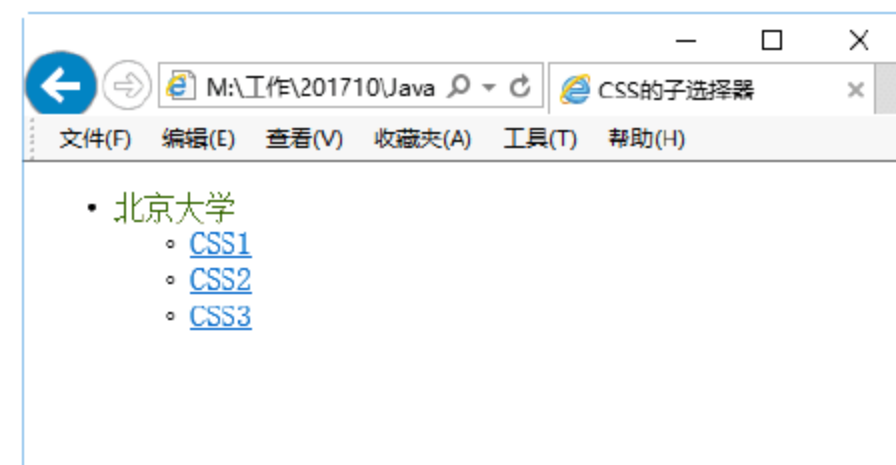 M:\工作\201710\Java CSS的子选择器
文件(F) 编辑(E) 查看(V) 收藏夹(A) 工具(T) 帮助(H)
北京大学
CSS1
CSS2
CSS3